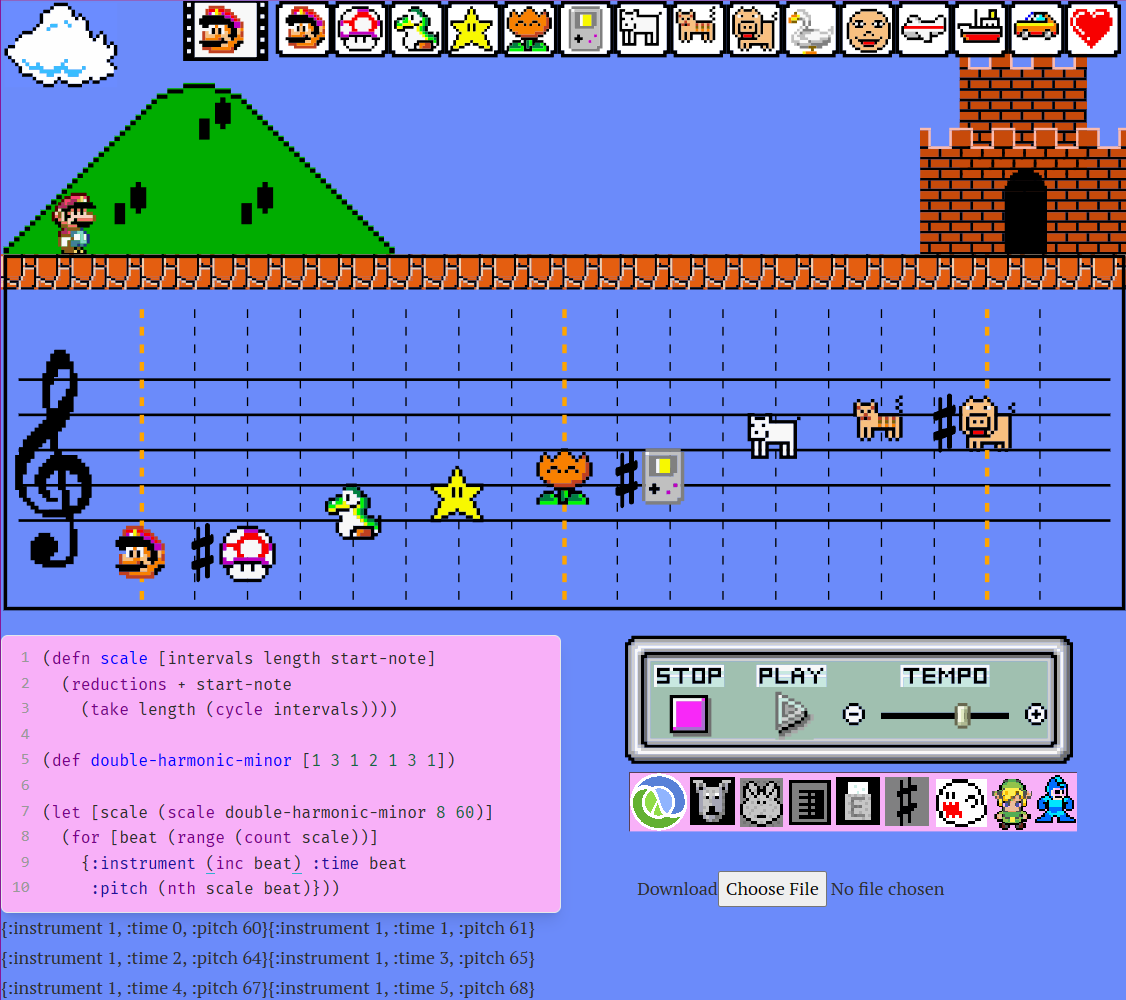 STOP PLAY TEMPO
1 (defn scale [intervals length start-note]
2 (reductions + start-note
3 (take length (cycle intervals))))
4
5 (def double-harmonic-minor [1 3 1 2 1 3 1])
6
7 (let [scale (scale double-harmonic-minor 8 60)]
8 (for [beat (range (count scale))]
9 {:instrument (inc beat) :time beat
10 :pitch (nth scale beat)}))
E
Download Choose File No file chosen
{:instrument 1, :time 0, :pitch 60}{:instrument 1, :time 1, :pitch 61}
{:instrument 1, :time 2, :pitch 64}{:instrument 1, :time 3, :pitch 65}
{:instrument 1, :time 4, :pitch 67}{:instrument 1, :time 5, :pitch 68}